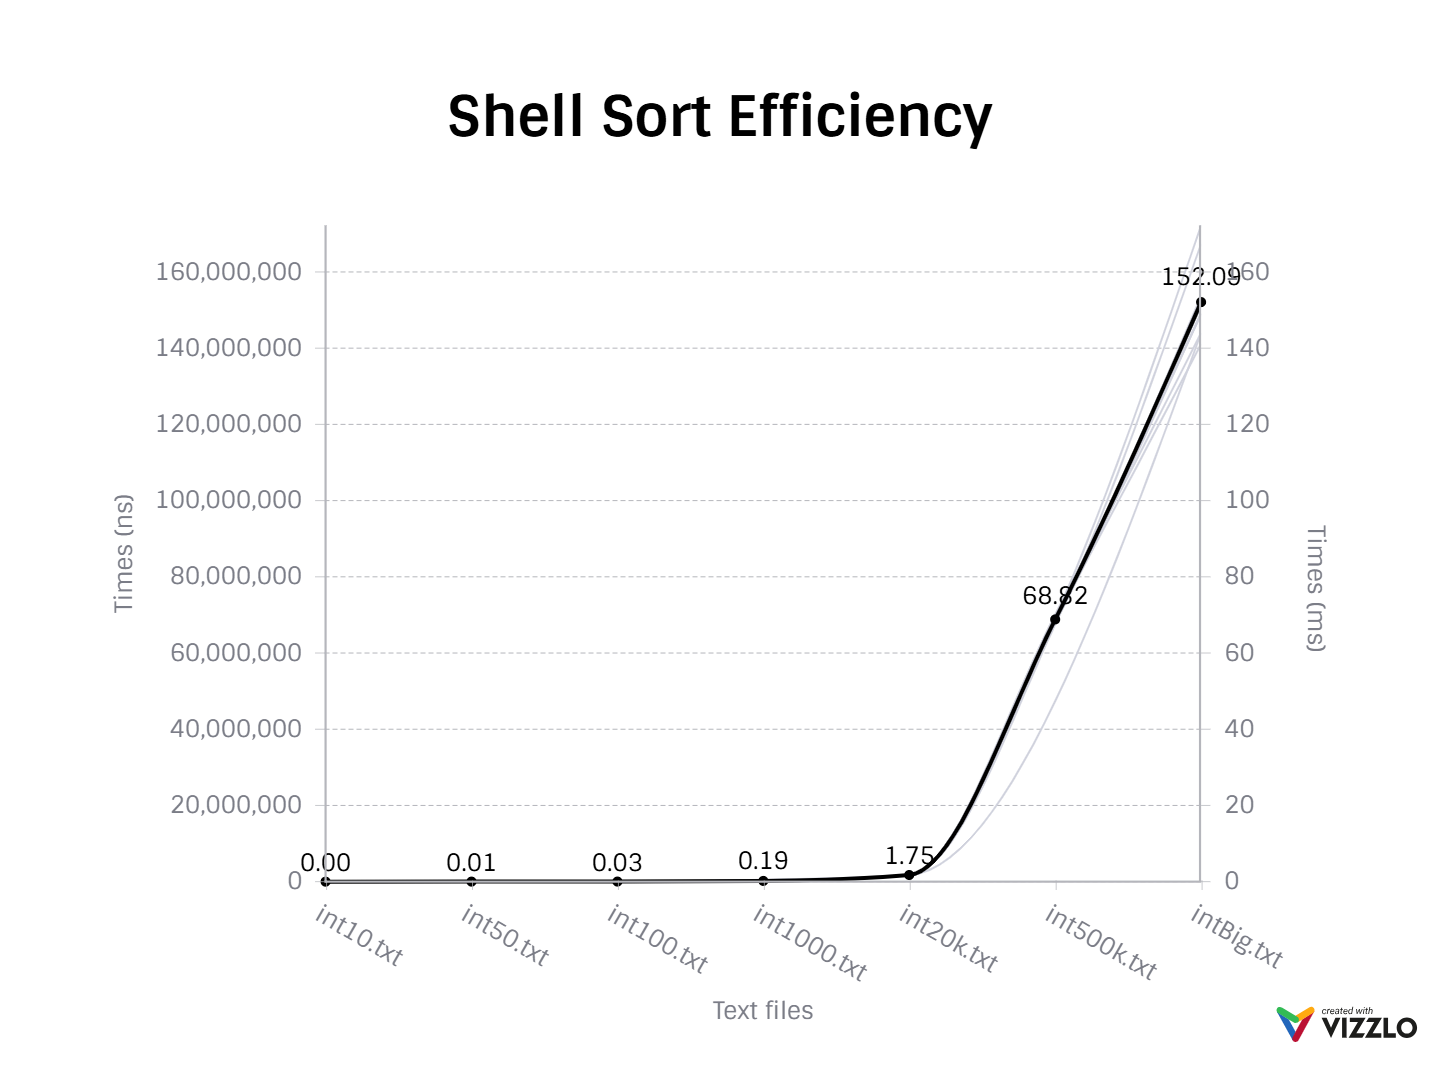 Shell Sort Efficiency
160,000,000
140,000,000
120,000,000
100,000,000
80,000,000
60,000,000
40,000,000
20,000,000
0
Times (ns)
152.09
68.82
1.75
0.19
0.03
0.01
0.00
160
140
120
100
80
60
40
20
0
Times (ms)
int10.txt
int50.txt
int100.txt
int1000.txt
int20k.txt
int500k.txt
intBig.txt
Text files
created with
VIZZLO